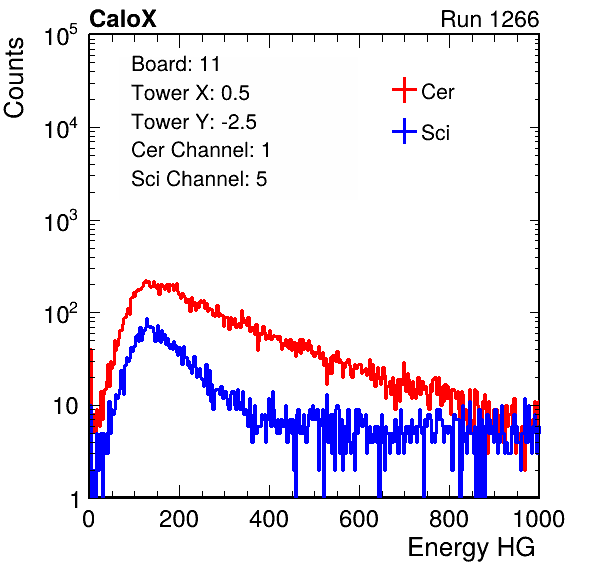 CaloX Run 1266
Counts
10^5
10^4
10^3
10^2
10
1
Board: 11
Tower X: 0.5
Tower Y: -2.5
Cer Channel: 1
Sci Channel: 5
Cer
Sci
0 200 400 600 800 1000
Energy HG